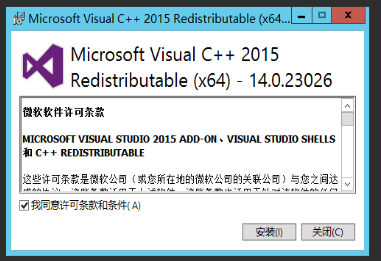 Microsoft Visual C++ 2015 Redistributable (x64...
Microsoft Visual C++ 2015
Redistributable (x64) - 14.0.23026
微软软件许可条款
MICROSOFT VISUAL STUDIO 2015 ADD-ON、VISUAL STUDIO SHELLS
和 C++ REDISTRIBUTABLE
这些许可条款是微软公司（或您所在地的微软公司的关联公司）与您之间达
我同意许可条款和条件(A)
安装(I)
关闭(C)